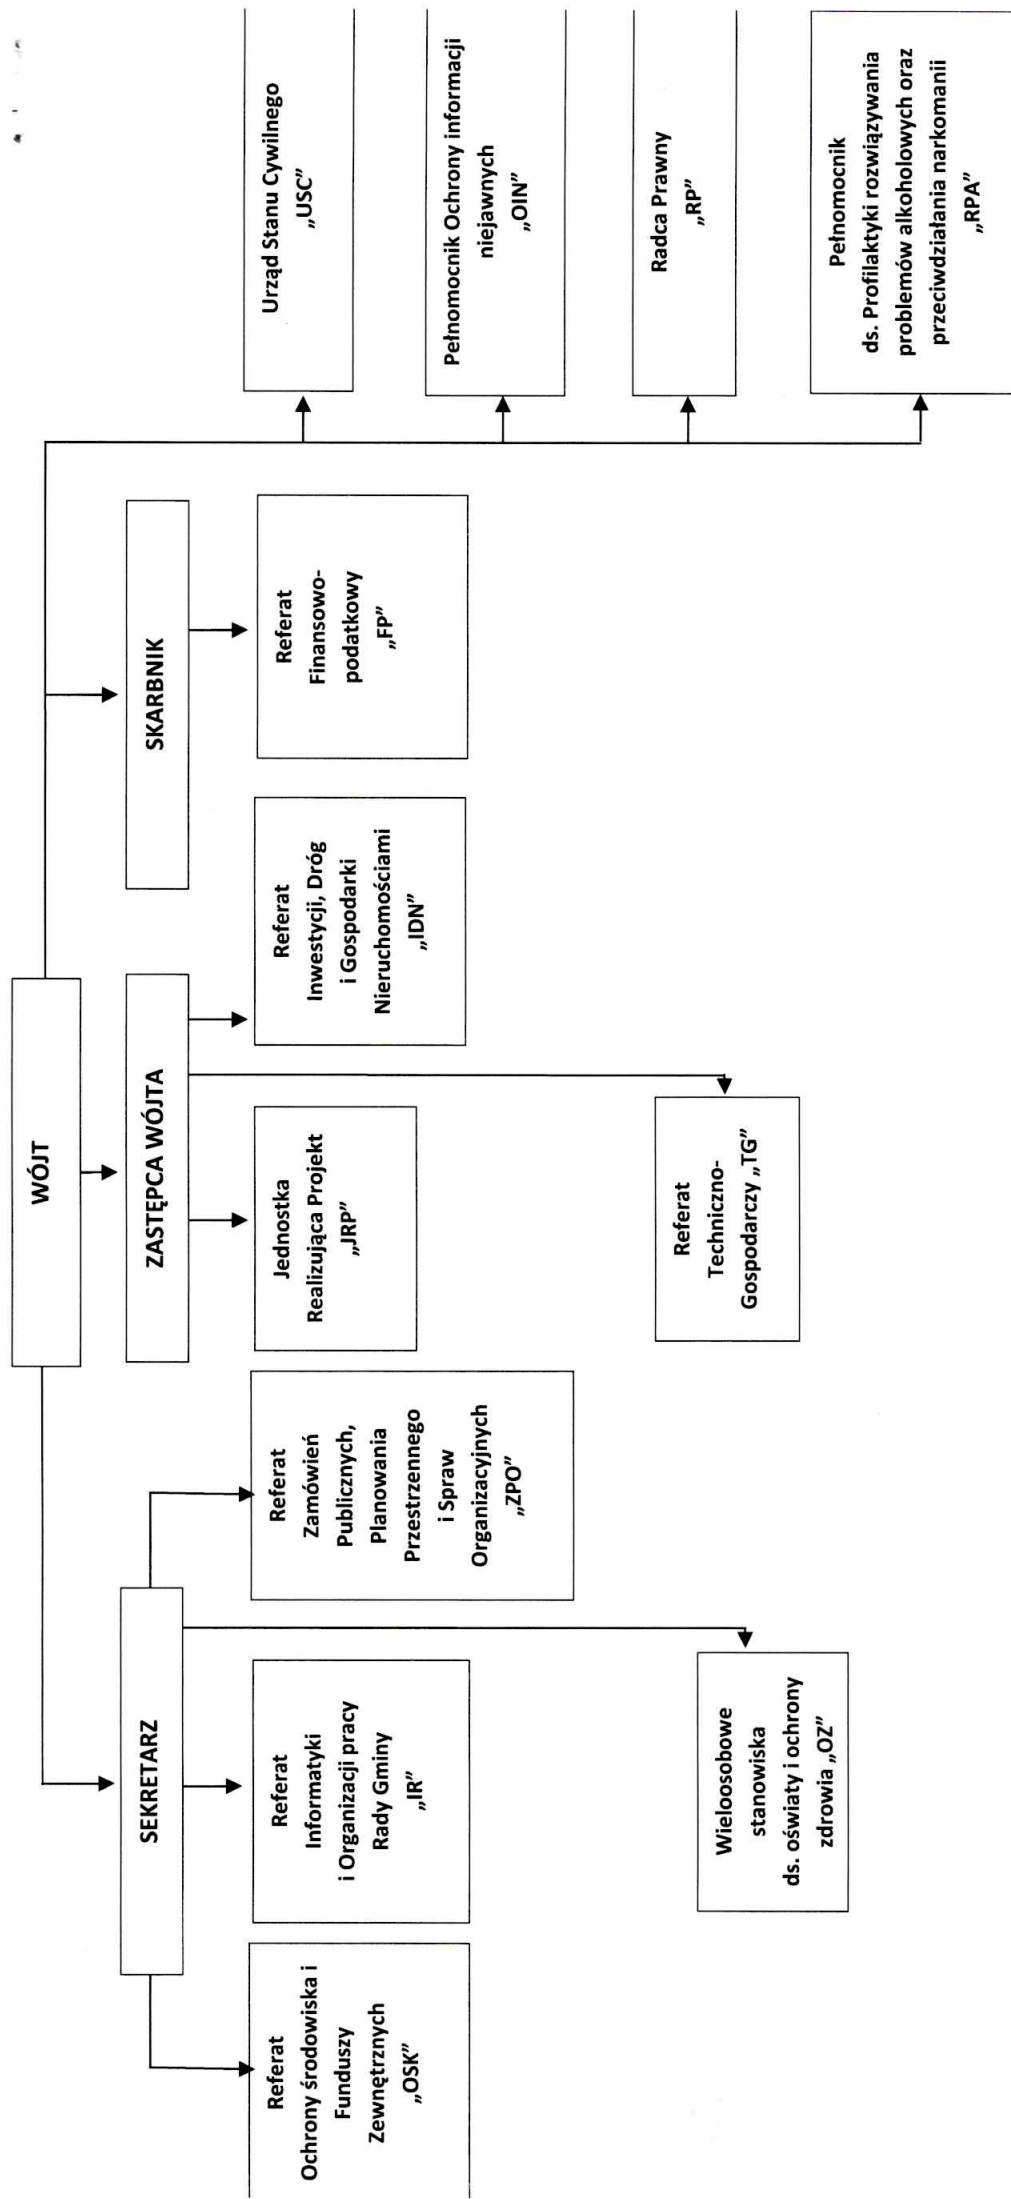 WÓJT
SEKRETARZ
ZASTĘPCA WÓJTA
SKARBNIK
Referat
Ochrony środowiska i
Funduszy
Zewnętrznych
„OSK”
Referat
Informatyki
i Organizacji pracy
Rady Gminy
„IR”
Referat
Zamówień
Publicznych,
Planowania
Przestrzennego
i Spraw
Organizacyjnych
„ZPO”
Jednostka
Realizująca Projekt
„JRP”
Referat
Inwestycji, Dróg
i Gospodarki
Nieruchomościami
„IDN”
Referat
Finansowo-
podatkowy
„FP”
Urząd Stanu Cywilnego
„USC”
Pełnomocnik Ochrony informacji
niejawnych
„OIN”
Radca Prawny
„RP”
Pełnomocnik
ds. Profilaktyki rozwiązywania
problemów alkoholowych oraz
przeciwdziałania narkomanii
„RPA”
Wieloosobowe
stanowiska
ds. oświaty i ochrony
zdrowia „OZ”
Referat
Techniczno-
Gospodarczy „TG”